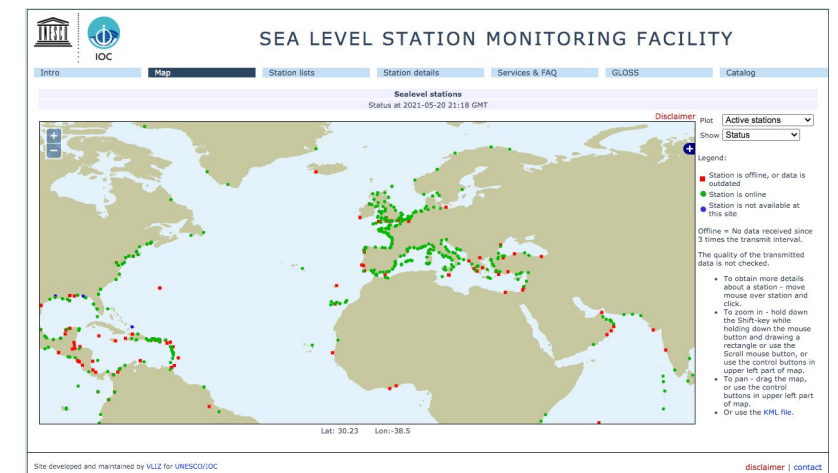 UNESCO
IOC
SEA LEVEL STATION MONITORING FACILITY
Intro
Map
Station lists
Station details
Services & FAQ
GLOSS
Catalog
Sealevel stations
Status at 2021-05-20 21:18 GMT
Disclaimer
+
−
+
Plot Active stations
Show Status
Legend:
Station is offline, or data is
outdated
Station is online
Station is not available at
this site
Offline = No data received since
3 times the transmit interval.
The quality of the transmitted
data is not checked.
• To obtain more details
about a station - move
mouse over station and
click.
• To zoom in - hold down
the Shift-key while
holding down the mouse
button and drawing a
rectangle or use the
Scroll mouse button, or
use the control buttons in
upper left part of map.
• To pan - drag the map,
or use the control
buttons in upper left part
of map.
• Or use the KML file.
Lat: 30.23 Lon:-38.5
Site developed and maintained by VLIZ for UNESCO/IOC
disclaimer | contact